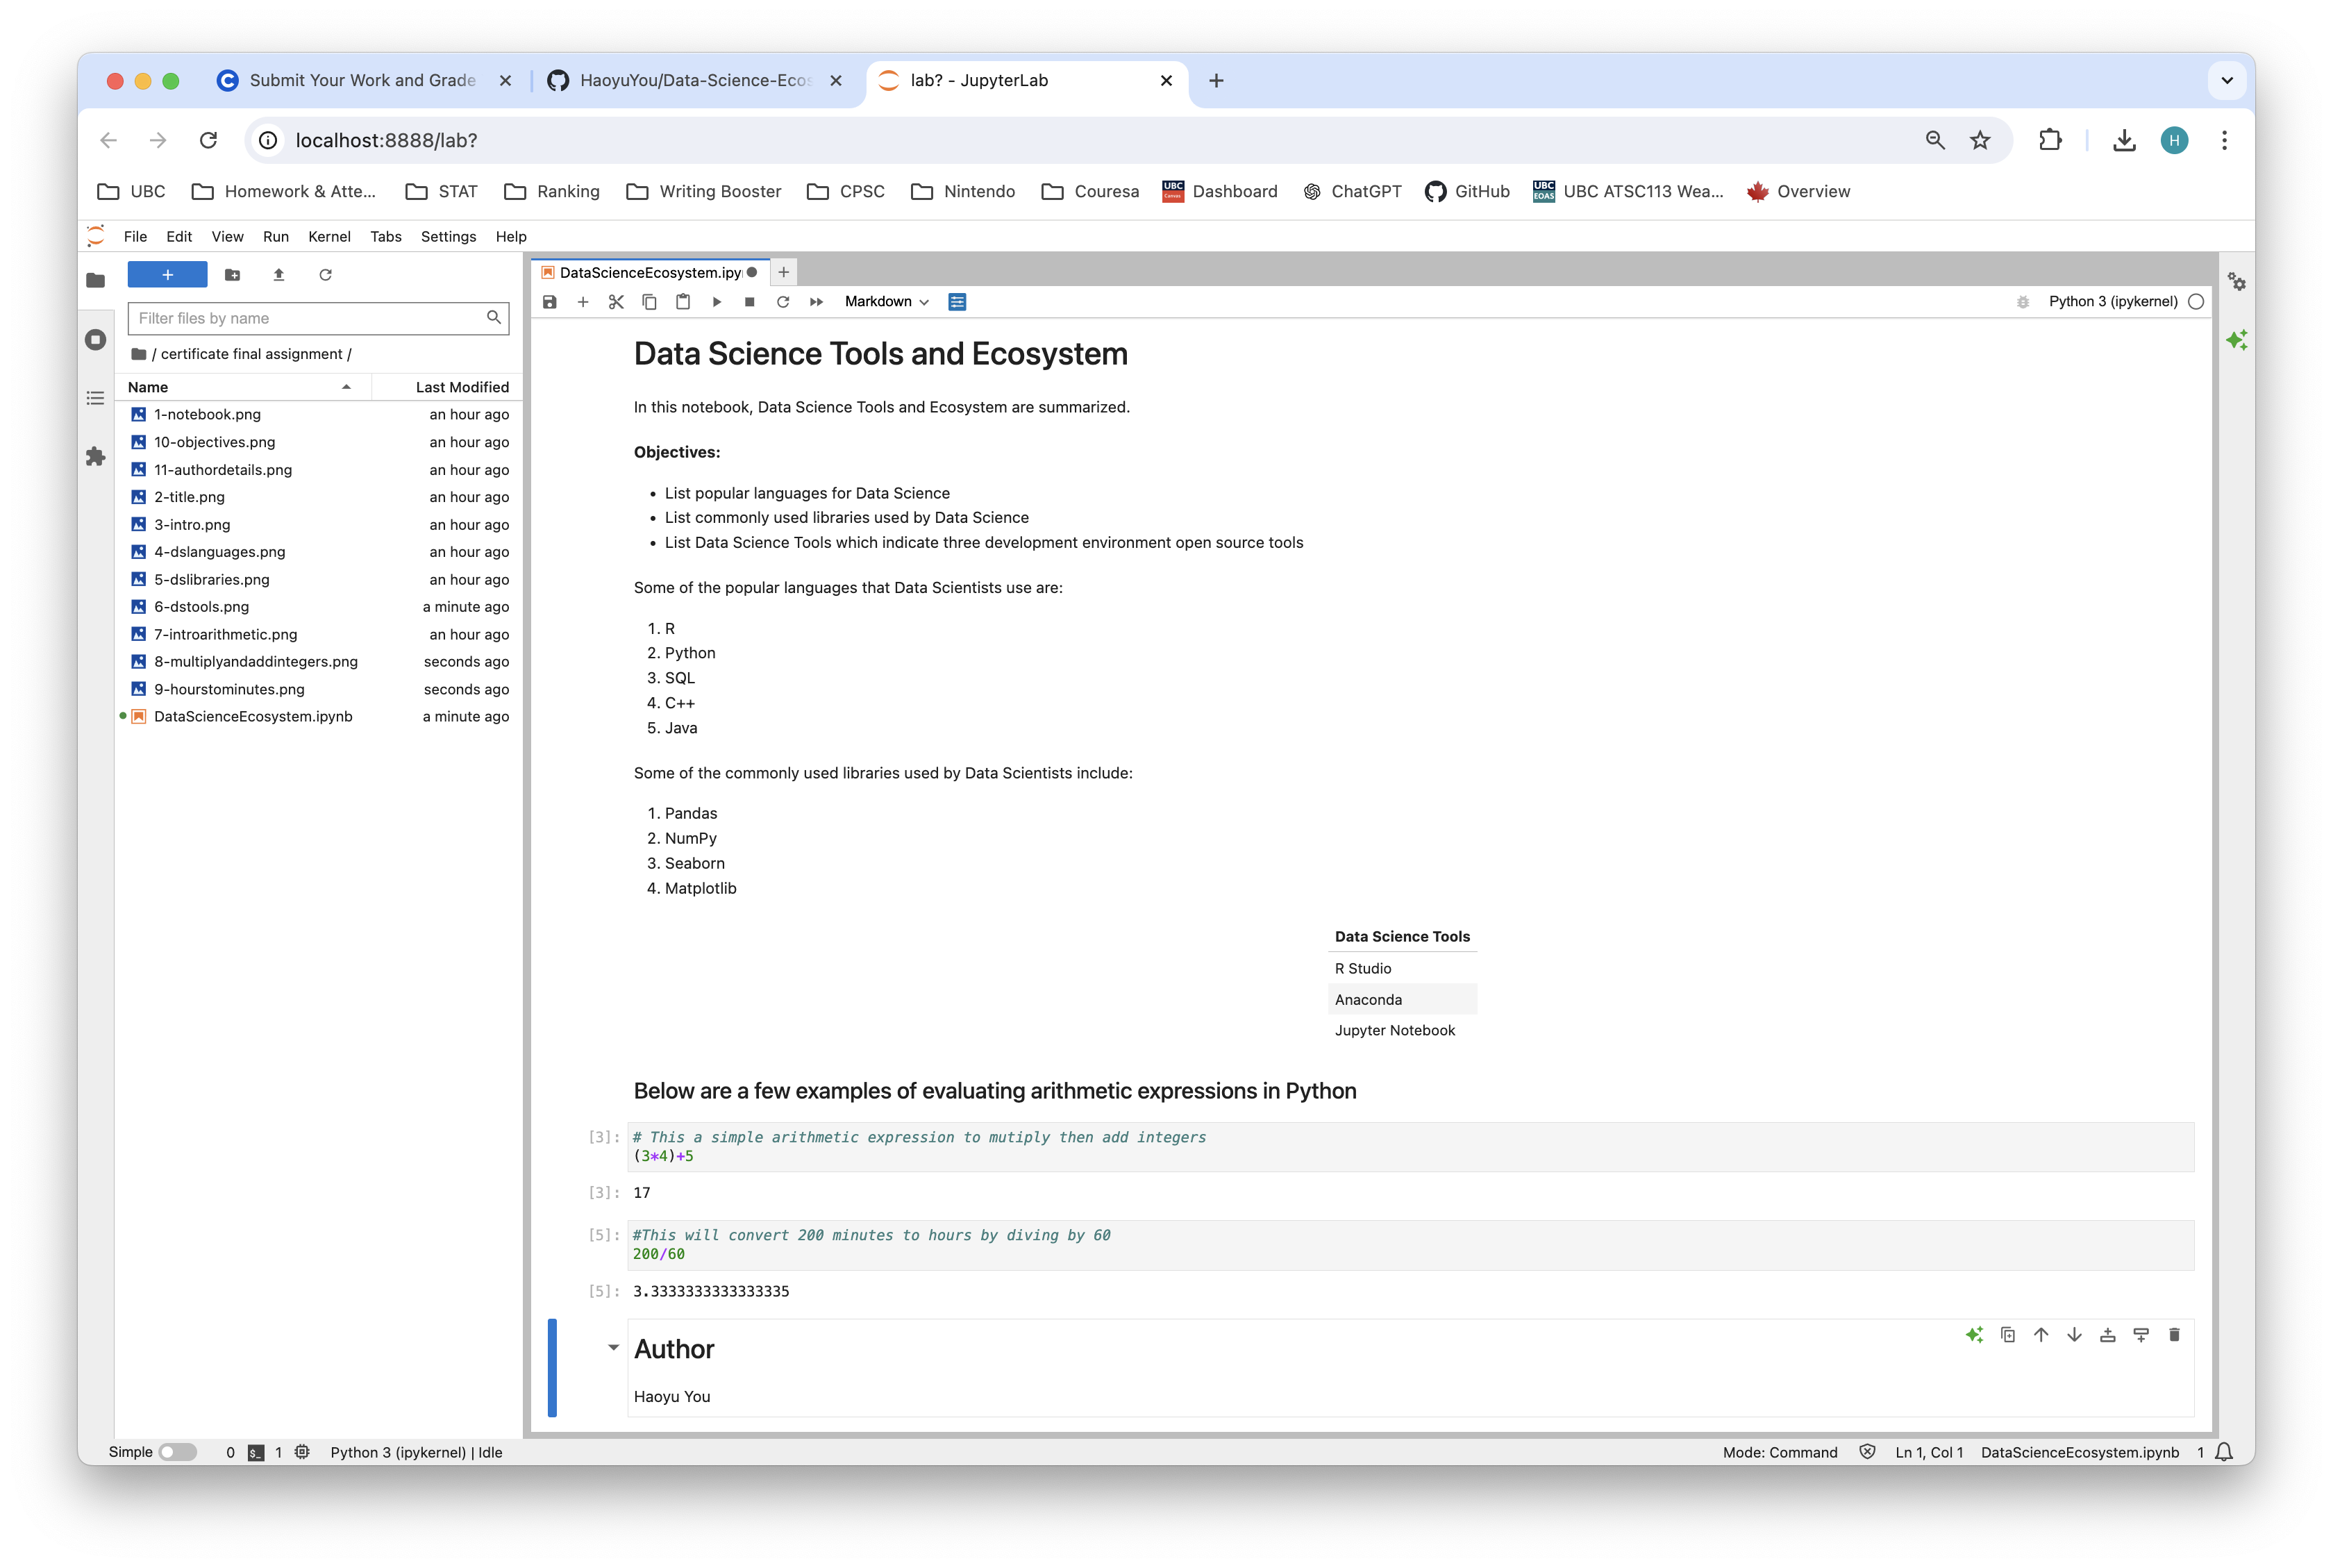 Submit Your Work and Grade
HaoyuYou/Data-Science-Ecos
lab? - JupyterLab
localhost:8888/lab?
H
UBC
Homework & Atte...
STAT
Ranking
Writing Booster
CPSC
Nintendo
Couresa
UBC
Dashboard
ChatGPT
GitHub
UBC
EOAS
UBC ATSC113 Wea...
Overview
File Edit View Run Kernel Tabs Settings Help
+
Filter files by name
/ certificate final assignment /
Name Last Modified
1-notebook.png an hour ago
10-objectives.png an hour ago
11-authordetails.png an hour ago
2-title.png an hour ago
3-intro.png an hour ago
4-dslanguages.png an hour ago
5-dslibraries.png an hour ago
6-dstools.png a minute ago
7-introarithmetic.png an hour ago
8-multiplyandaddintegers.png seconds ago
9-hourstominutes.png seconds ago
DataScienceEcosystem.ipynb a minute ago
DataScienceEcosystem.ipy
Markdown
Python 3 (ipykernel)
Data Science Tools and Ecosystem
In this notebook, Data Science Tools and Ecosystem are summarized.
Objectives:
• List popular languages for Data Science
• List commonly used libraries used by Data Science
• List Data Science Tools which indicate three development environment open source tools
Some of the popular languages that Data Scientists use are:
1. R
2. Python
3. SQL
4. C++
5. Java
Some of the commonly used libraries used by Data Scientists include:
1. Pandas
2. NumPy
3. Seaborn
4. Matplotlib
Data Science Tools
R Studio
Anaconda
Jupyter Notebook
Below are a few examples of evaluating arithmetic expressions in Python
[3]: # This a simple arithmetic expression to mutiply then add integers
(3*4)+5
[3]: 17
[5]: #This will convert 200 minutes to hours by diving by 60
200/60
[5]: 3.3333333333333335
Author
Haoyu You
Simple 0 $_ 1 Python 3 (ipykernel) | Idle
Mode: Command Ln 1, Col 1 DataScienceEcosystem.ipynb 1